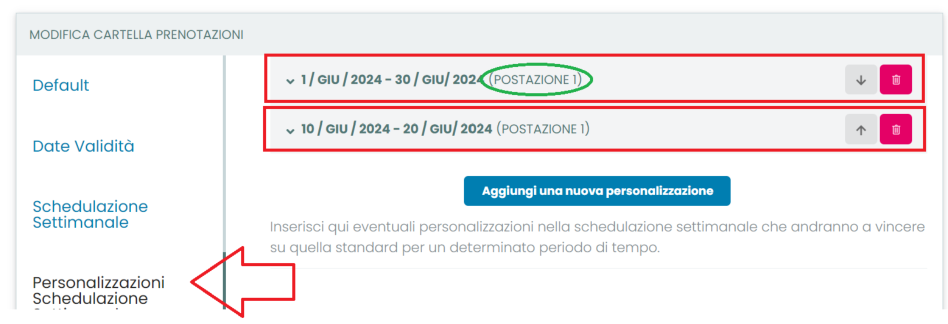 MODIFICA CARTELLA PRENOTAZIONI
Default
Date Validità
Schedulazione
Settimanale
Personalizzazioni
Schedulazione
1 / GIU / 2024 - 30 / GIU/ 2024 (POSTAZIONE 1)
10 / GIU / 2024 - 20 / GIU/ 2024 (POSTAZIONE 1)
Aggiungi una nuova personalizzazione
Inserisci qui eventuali personalizzazioni nella schedulazione settimanale che andranno a vincere
su quella standard per un determinato periodo di tempo.